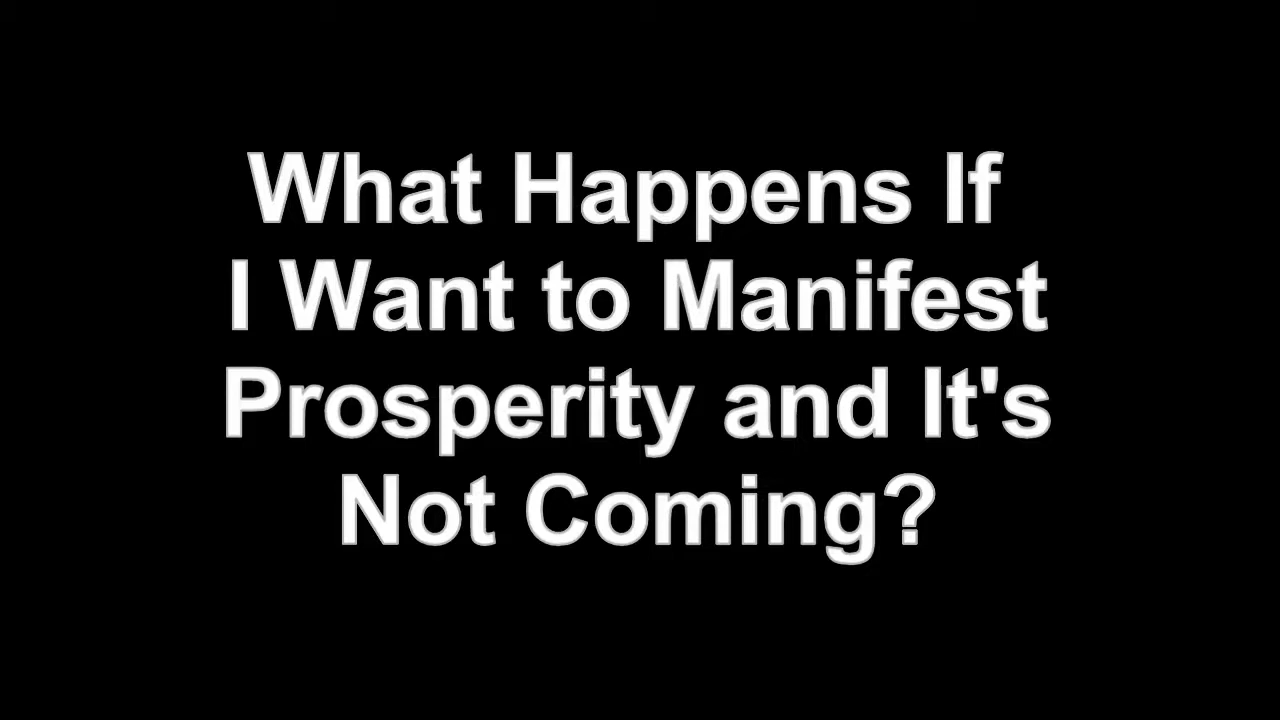 What Happens If
I Want to Manifest
Prosperity and It's
Not Coming?